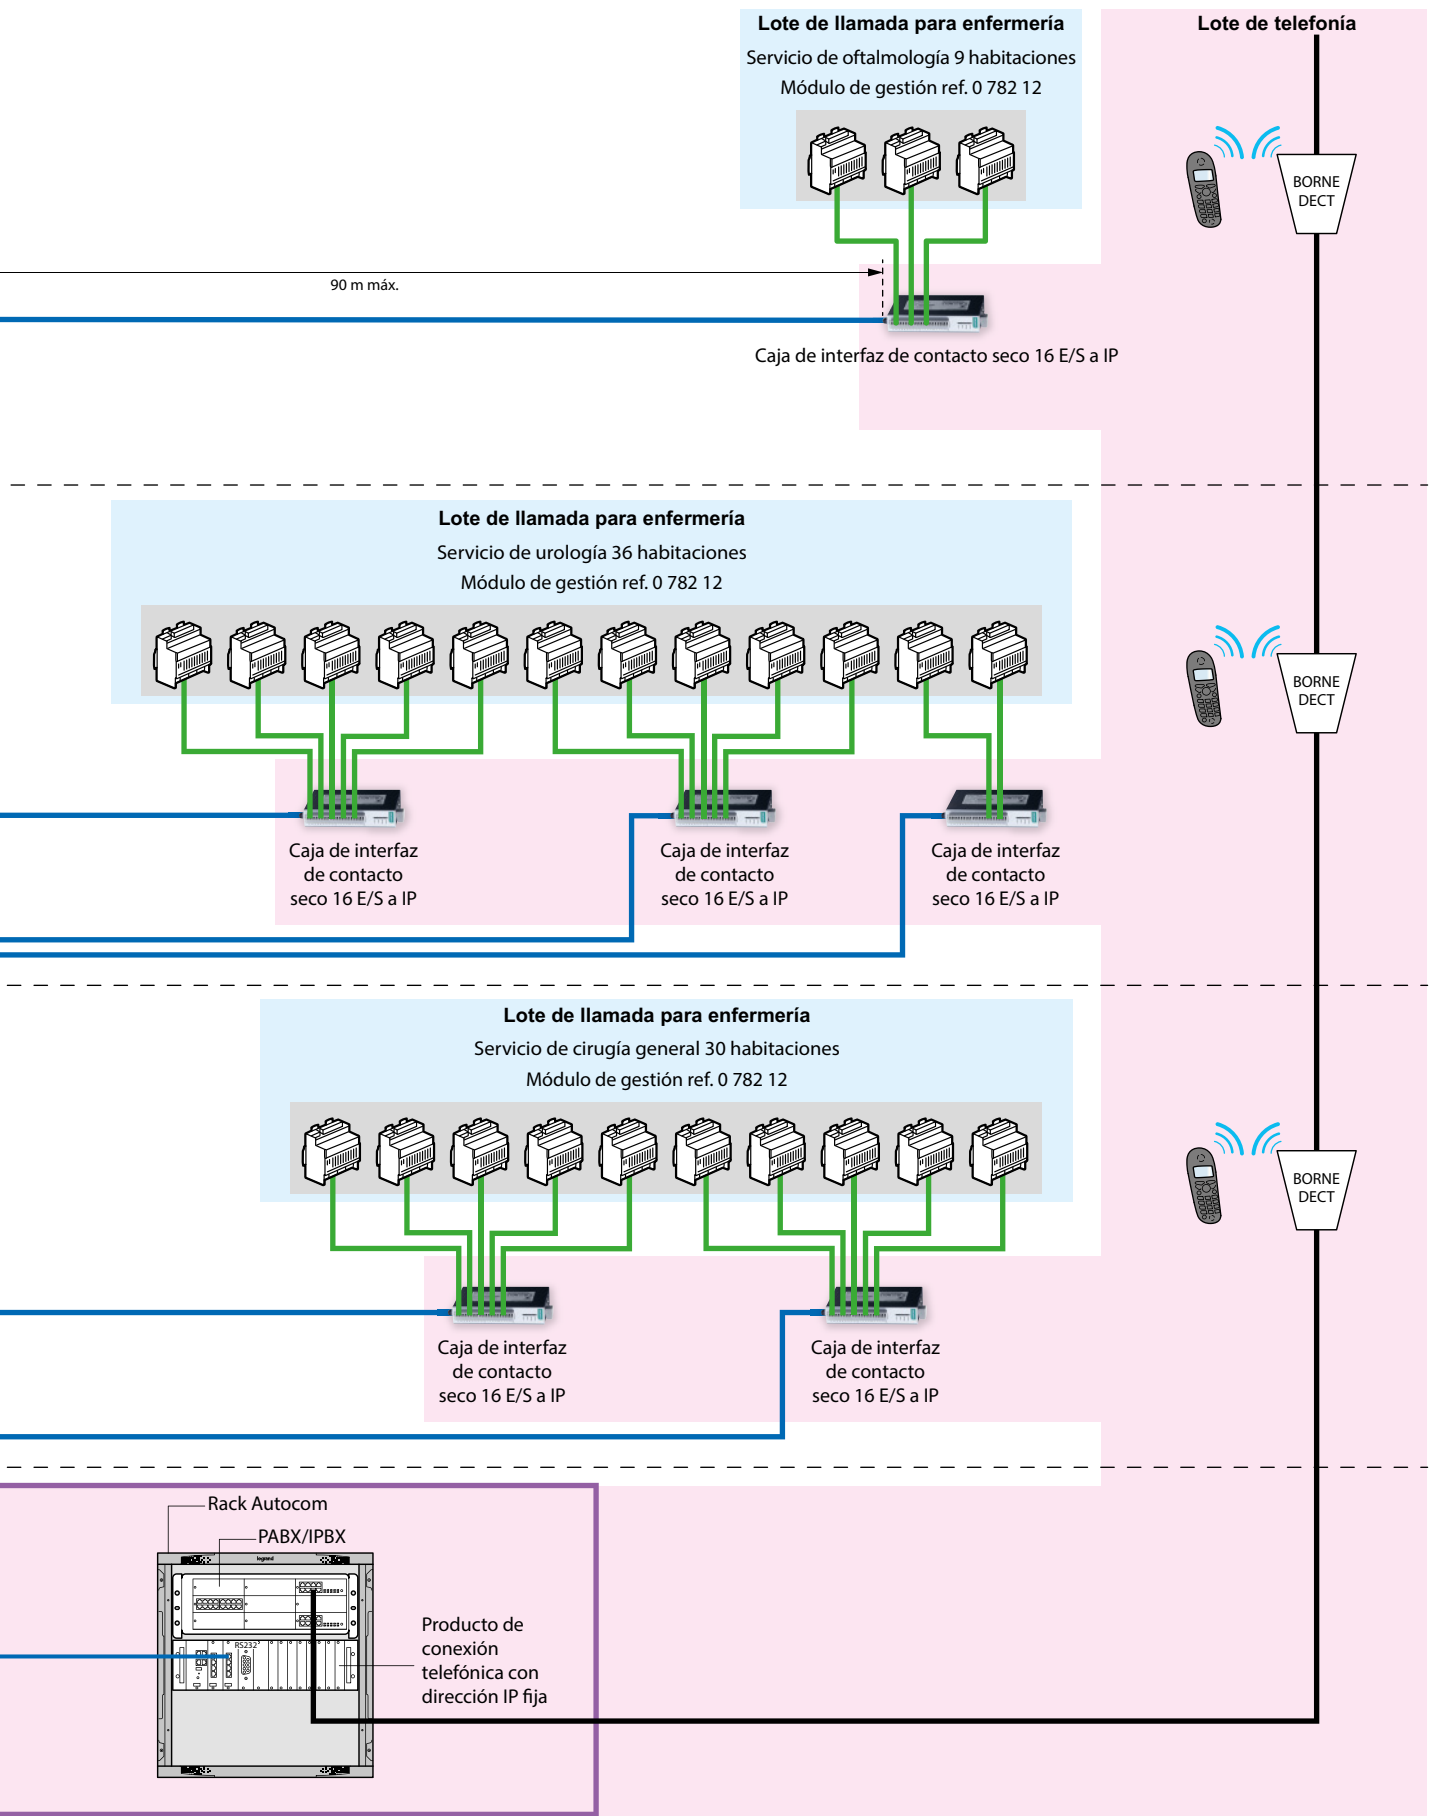 Lote de llamada para enfermería
Servicio de oftalmología 9 habitaciones
Módulo de gestión ref. 0 782 12
Lote de telefonía
BORNE
DECT
90 m máx.
Caja de interfaz de contacto seco 16 E/S a IP
Lote de llamada para enfermería
Servicio de urología 36 habitaciones
Módulo de gestión ref. 0 782 12
BORNE
DECT
Caja de interfaz
de contacto
seco 16 E/S a IP
Caja de interfaz
de contacto
seco 16 E/S a IP
Caja de interfaz
de contacto
seco 16 E/S a IP
Lote de llamada para enfermería
Servicio de cirugía general 30 habitaciones
Módulo de gestión ref. 0 782 12
BORNE
DECT
Caja de interfaz
de contacto
seco 16 E/S a IP
Caja de interfaz
de contacto
seco 16 E/S a IP
Rack Autocom
PABX/IPBX
legrand
RS232
Producto de
conexión
telefónica con
dirección IP fija